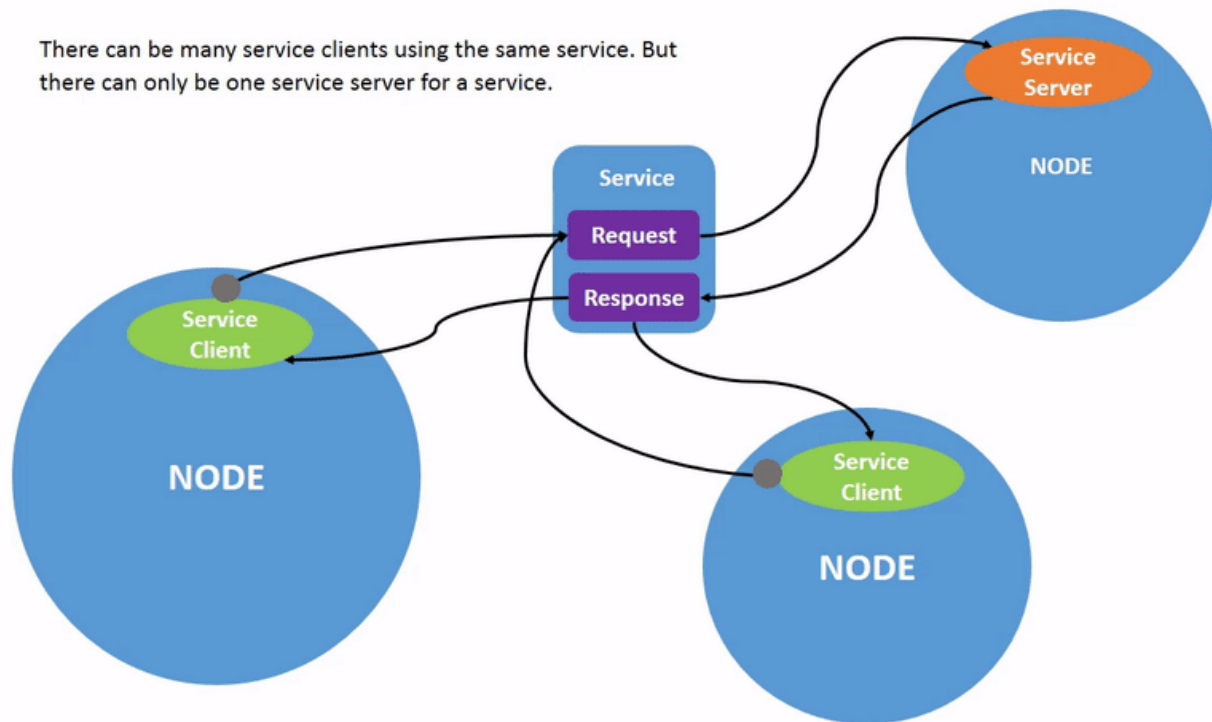 There can be many service clients using the same service. But
there can only be one service server for a service.
Service
Server
NODE
Service
Request
Response
Service
Client
NODE
Service
Client
NODE